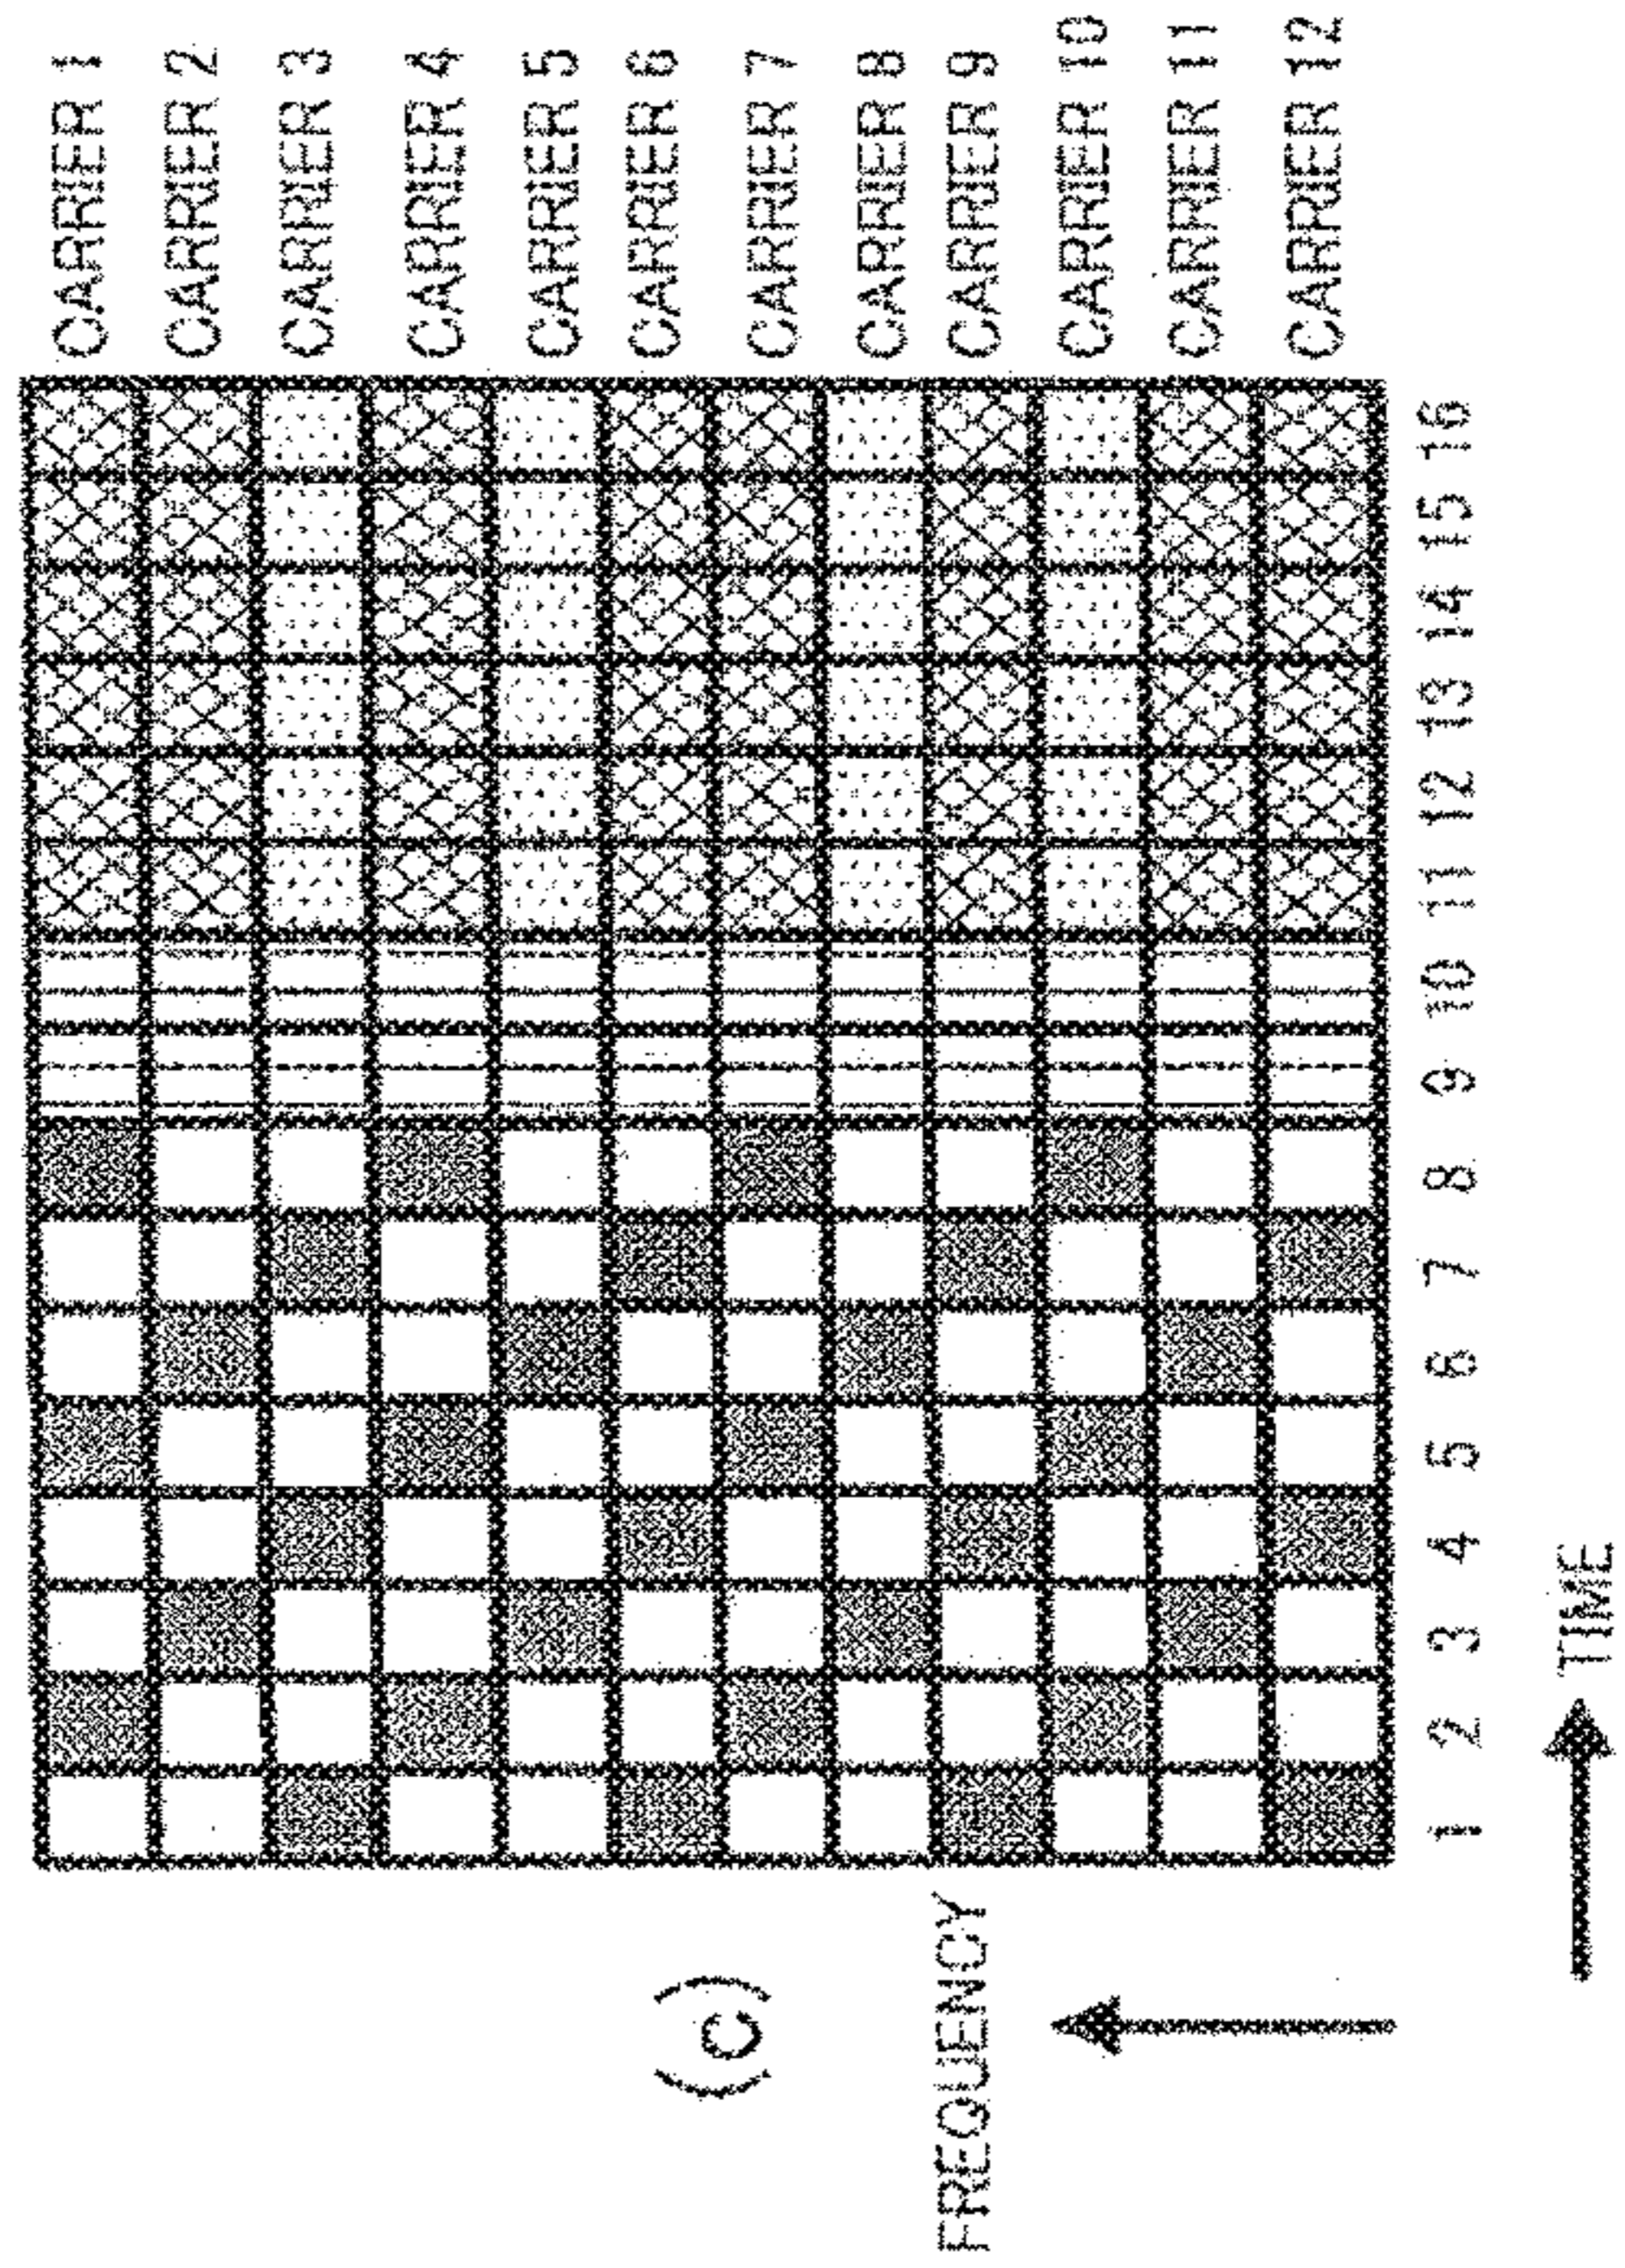 (C)
FREQUENCY
CARRIER 1
CARRIER 2
CARRIER 3
CARRIER 4
CARRIER 5
CARRIER 6
CARRIER 7
CARRIER 8
CARRIER 9
CARRIER 10
CARRIER 11
CARRIER 12
1 2 3 4 5 6 7 8 9 10 11 12 13 14 15 16
TIME